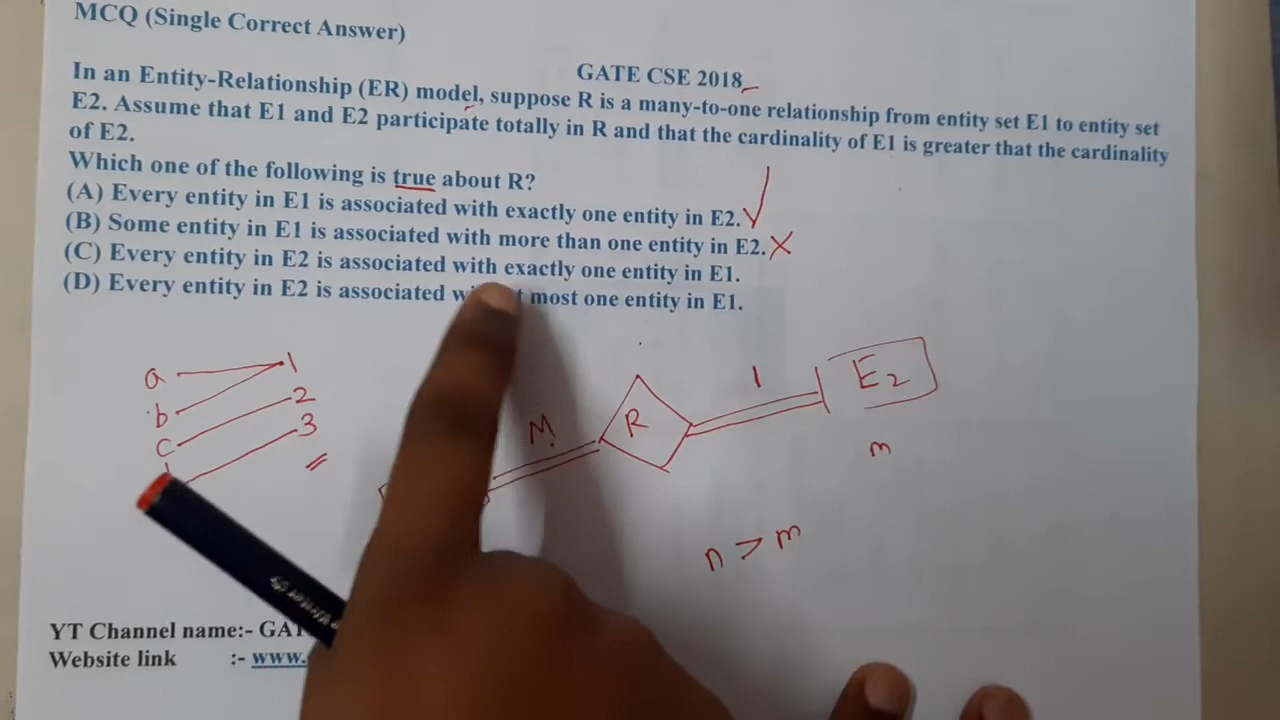 MCQ (Single Correct Answer)
GATE CSE 2018
In an Entity-Relationship (ER) model, suppose R is a many-to-one relationship from entity set E1 to entity set
E2. Assume that E1 and E2 participate totally in R and that the cardinality of E1 is greater that the cardinality
of E2.
Which one of the following is true about R?
(A) Every entity in E1 is associated with exactly one entity in E2.
(B) Some entity in E1 is associated with more than one entity in E2.
(C) Every entity in E2 is associated with exactly one entity in E1.
(D) Every entity in E2 is associated most one entity in E1.
a 1
b 2
c 3
M R 1 E2
m
n > m
YT Channel name:- GA
Website link :- www.